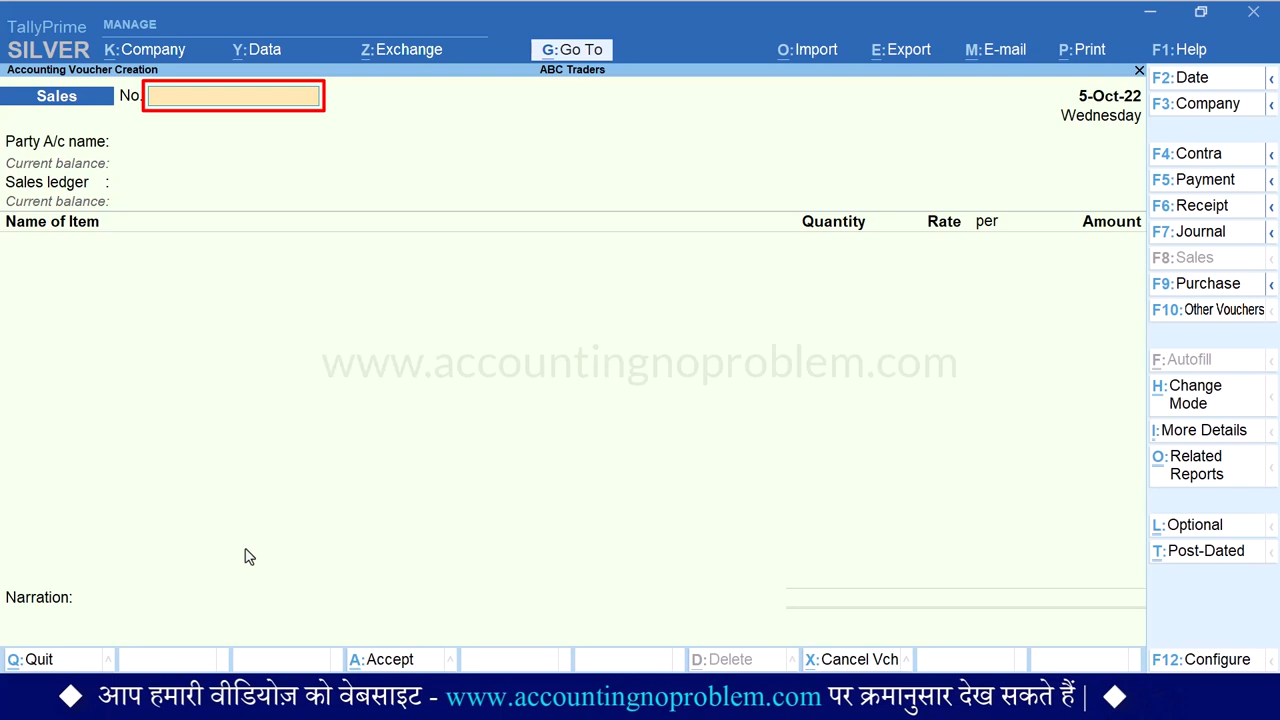 TallyPrime MANAGE
SILVER K:Company Y:Data Z:Exchange G:Go To O:Import E:Export M:E-mail P:Print F1:Help
Accounting Voucher Creation ABC Traders
Sales No. 5-Oct-22
Wednesday
Party A/c name:
Current balance:
Sales ledger :
Current balance:
Name of Item Quantity Rate per Amount
www.accountingnoproblem.com
Narration:
F2:Date
F3:Company
F4:Contra
F5:Payment
F6:Receipt
F7:Journal
F8:Sales
F9:Purchase
F10:Other Vouchers
F:Autofill
H:Change
Mode
I:More Details
O:Related
Reports
L:Optional
T:Post-Dated
Q:Quit A:Accept D:Delete X:Cancel Vch F12:Configure
आप हमारी वीडियोज़ को वेबसाइट - www.accountingnoproblem.com पर क्रमानुसार देख सकते हैं |